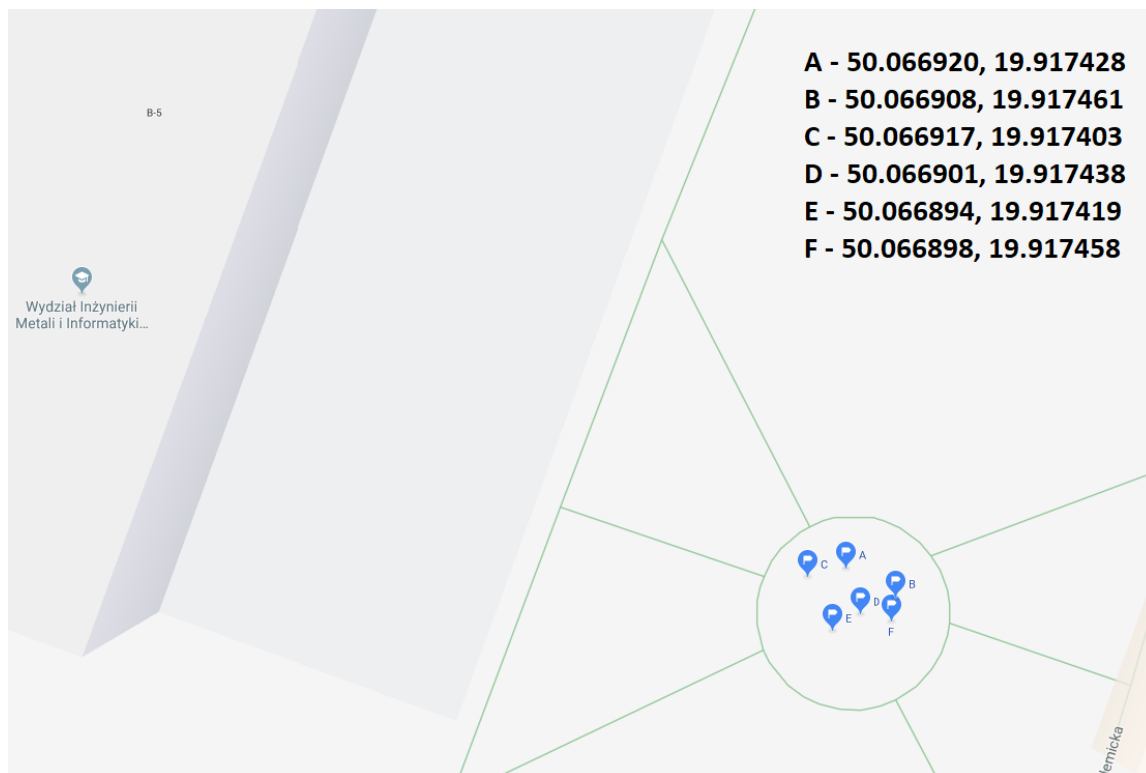 A - 50.066920, 19.917428
B - 50.066908, 19.917461
C - 50.066917, 19.917403
D - 50.066901, 19.917438
E - 50.066894, 19.917419
F - 50.066898, 19.917458
B-5
Wydział Inżynierii
Metali i Informatyki...
A
C
B
D
E
F
lemicka